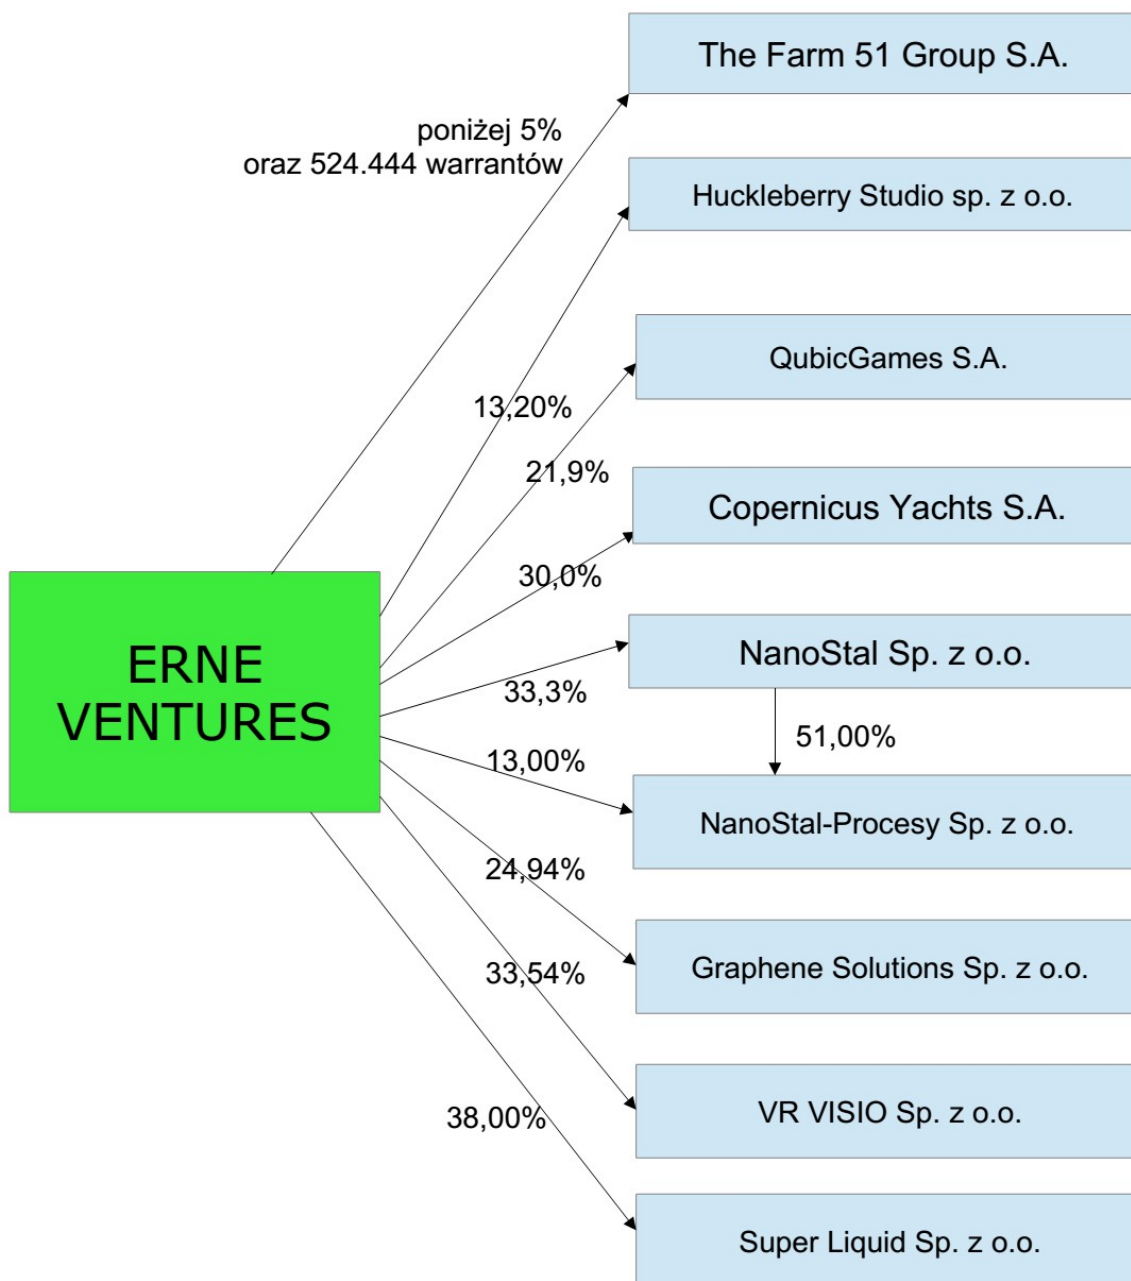 The Farm 51 Group S.A.
poniżej 5%
oraz 524.444 warrantów
Huckleberry Studio sp. z o.o.
QubicGames S.A.
13,20%
21,9%
Copernicus Yachts S.A.
30,0%
ERNE
VENTURES
NanoStal Sp. z o.o.
33,3%
51,00%
13,00%
NanoStal-Procesy Sp. z o.o.
24,94%
Graphene Solutions Sp. z o.o.
33,54%
VR VISIO Sp. z o.o.
38,00%
Super Liquid Sp. z o.o.